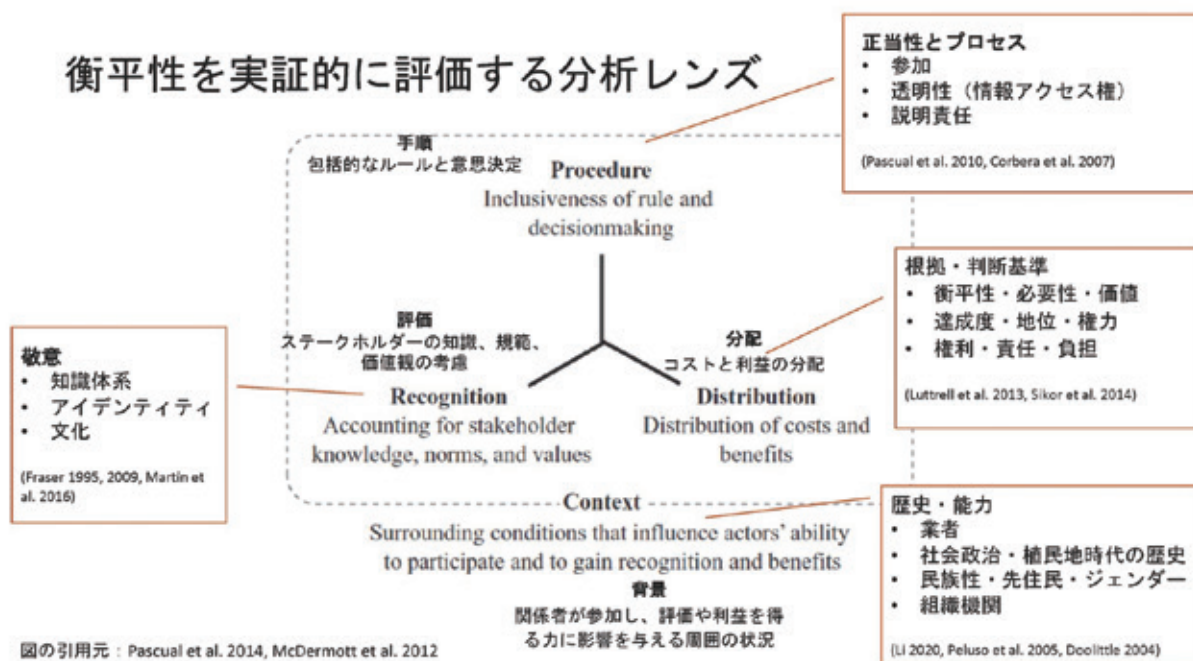 衡平性を実証的に評価する分析レンズ
正当性とプロセス
• 参加
• 透明性（情報アクセス権）
• 説明責任
(Pascual et al. 2010, Corbera et al. 2007)
手順
包括的なルールと意思決定
Procedure
Inclusiveness of rule and
decisionmaking
根拠・判断基準
• 衡平性・必要性・価値
• 達成度・地位・権力
• 権利・責任・負担
(Luttrell et al. 2013, Sikor et al. 2014)
評価
ステークホルダーの知識、規範、
価値観の考慮
Recognition
Accounting for stakeholder
knowledge, norms, and values
分配
コストと利益の分配
Distribution
Distribution of costs and
benefits
敬意
• 知識体系
• アイデンティティ
• 文化
(Fraser 1995, 2009, Martin et
al. 2016)
Context
Surrounding conditions that influence actors’ ability
to participate and to gain recognition and benefits
背景
関係者が参加し、評価や利益を得
る力に影響を与える周囲の状況
歴史・能力
• 業者
• 社会政治・植民地時代の歴史
• 民族性・先住民・ジェンダー
• 組織機関
(Li 2020, Peluso et al. 2005, Doolittle 2004)
図の引用元：Pascual et al. 2014, McDermott et al. 2012